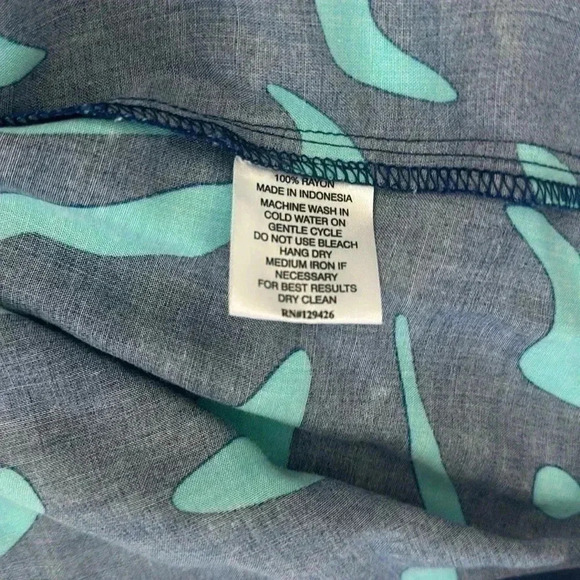 100% RAYON
MADE IN INDONESIA
MACHINE WASH IN
COLD WATER ON
GENTLE CYCLE
DO NOT USE BLEACH
HANG DRY
MEDIUM IRON IF
NECESSARY
FOR BEST RESULTS
DRY CLEAN
RN#129426